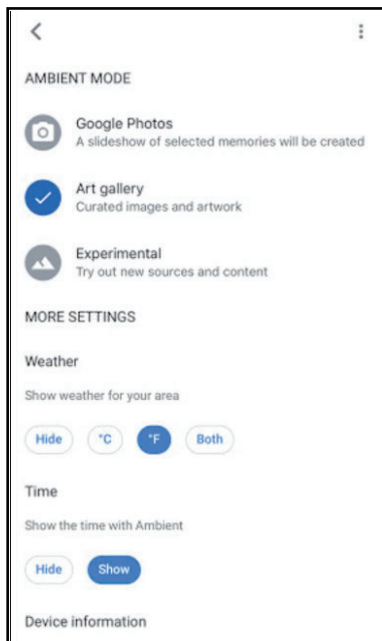 AMBIENT MODE
Google Photos
A slideshow of selected memories will be created
Art gallery
Curated images and artwork
Experimental
Try out new sources and content
MORE SETTINGS
Weather
Show weather for your area
Hide °C °F Both
Time
Show the time with Ambient
Hide Show
Device information